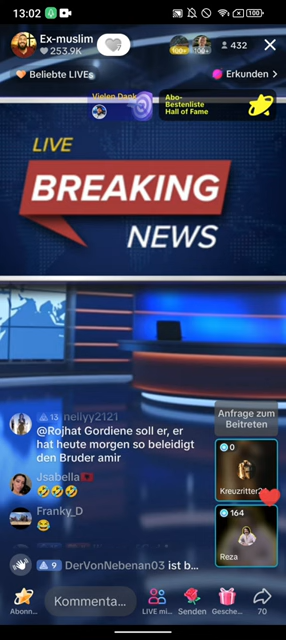 13:02
100
Ex-muslim
253.9K
100+
100+
432
Beliebte LIVEs
Erkunden
Vielen Dank
Abo-
Bestenliste
Hall of Fame
LIVE
BREAKING
NEWS
13 nellyy2121
@Rojhat Gordiene soll er, er
hat heute morgen so beleidigt
den Bruder amir
Jsabella
🤣🤣🤣
Franky_D
😂
9 DerVonNebenan03 ist b...
Anfrage zum
Beitreten
0
Kreuzritter
164
Reza
Abonn...
Kommenta...
LIVE mi...
Senden
Gesche...
70